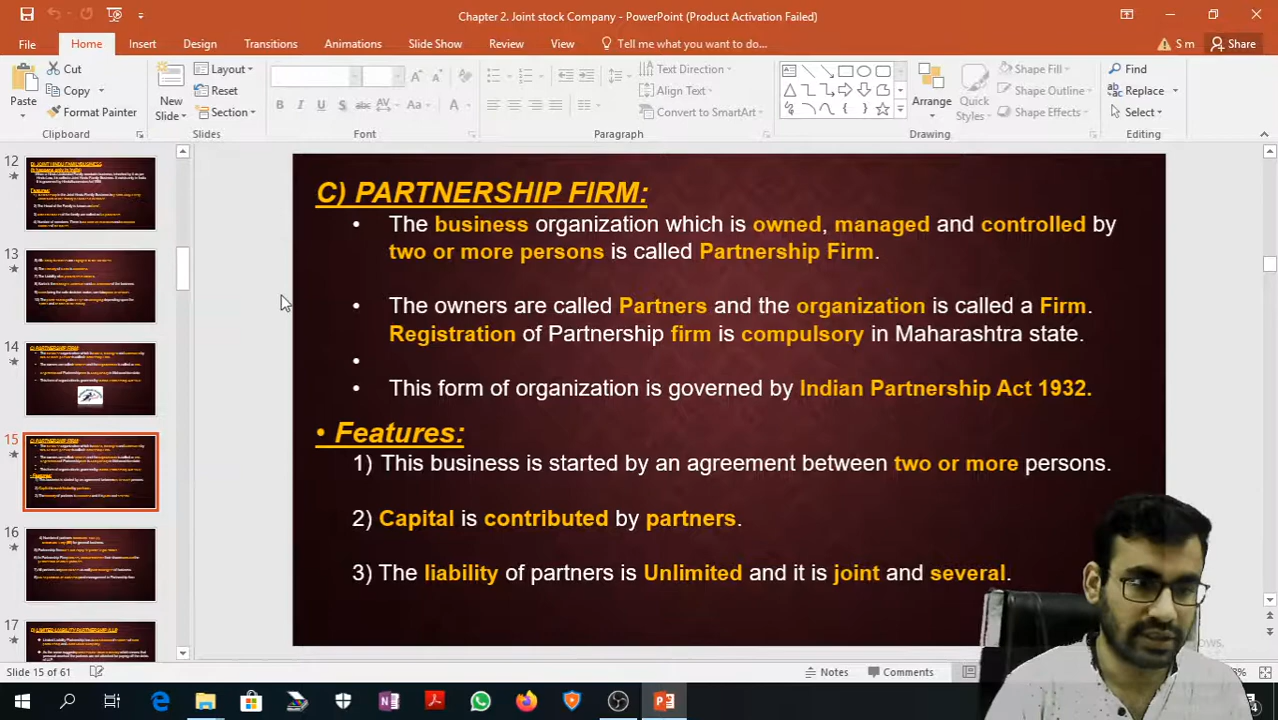 Chapter 2. Joint stock Company - PowerPoint (Product Activation Failed)
File Home Insert Design Transitions Animations Slide Show Review View Tell me what you want to do... S m Share
Paste
Cut
Copy
Format Painter
Clipboard
New Slide
Layout
Reset
Section
Slides
Font
Text Direction
Align Text
Convert to SmartArt
Paragraph
Arrange
Quick Styles
Shape Fill
Shape Outline
Shape Effects
Drawing
Find
Replace
Select
Editing
12
13
14
15
16
17
C) PARTNERSHIP FIRM:
• The business organization which is owned, managed and controlled by
two or more persons is called Partnership Firm.
• The owners are called Partners and the organization is called a Firm.
Registration of Partnership firm is compulsory in Maharashtra state.
•
• This form of organization is governed by Indian Partnership Act 1932.
• Features:
1) This business is started by an agreement between two or more persons.
2) Capital is contributed by partners.
3) The liability of partners is Unlimited and it is joint and several.
Slide 15 of 61 Notes Comments